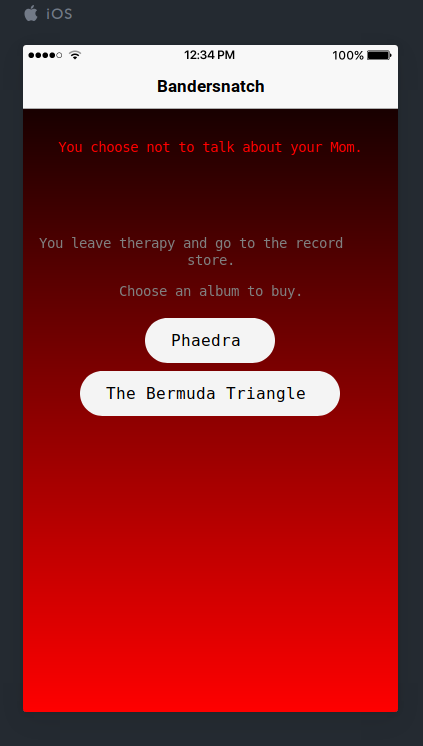 iOS
12:34 PM 100%
Bandersnatch
You choose not to talk about your Mom.
You leave therapy and go to the record
store.
Choose an album to buy.
Phaedra
The Bermuda Triangle